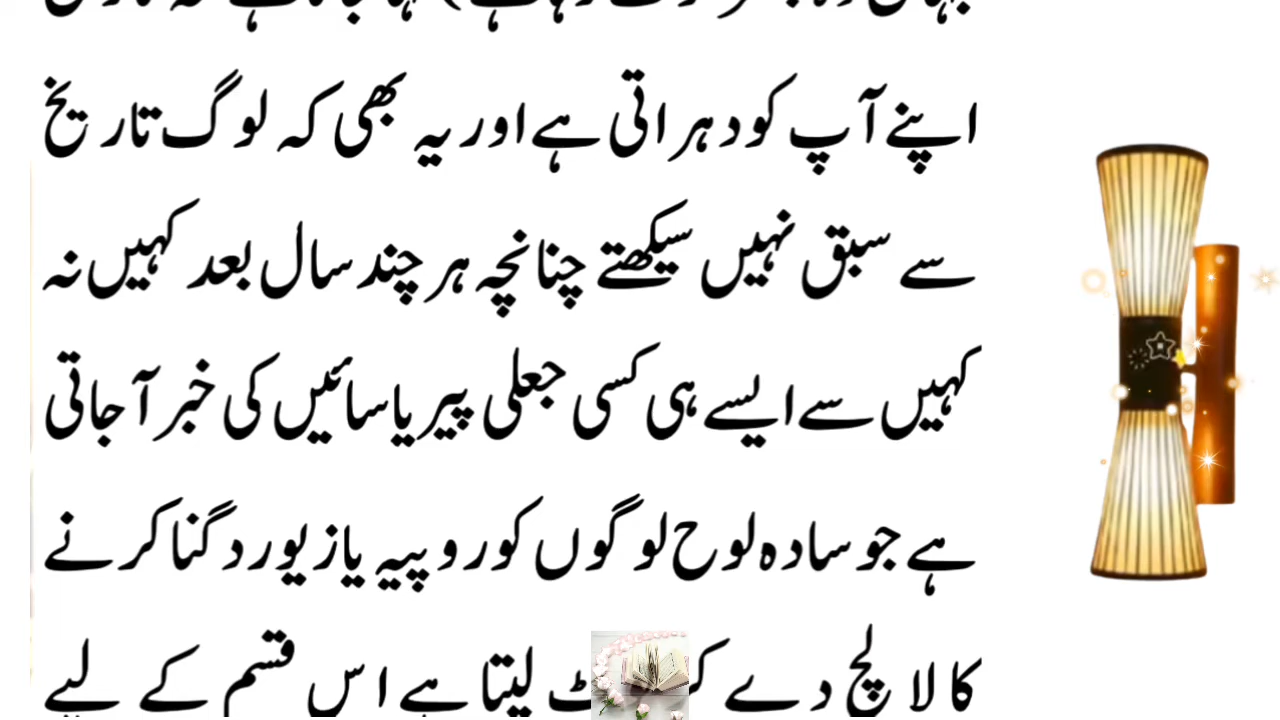 اپنے آپ کو دہراتی ہے اور یہ بھی کہ لوگ تاریخ
سے سبق نہیں سیکھتے چنانچہ ہر چند سال بعد کہیں نہ
کہیں سے ایسے ہی کسی جعلی پیر یا سائیں کی خبر آ جاتی
ہے جو سادہ لوح لوگوں کو روپیہ یا زیور دگنا کرنے
کا لالچ دے کر لیتا ہے اس قسم کے لیے